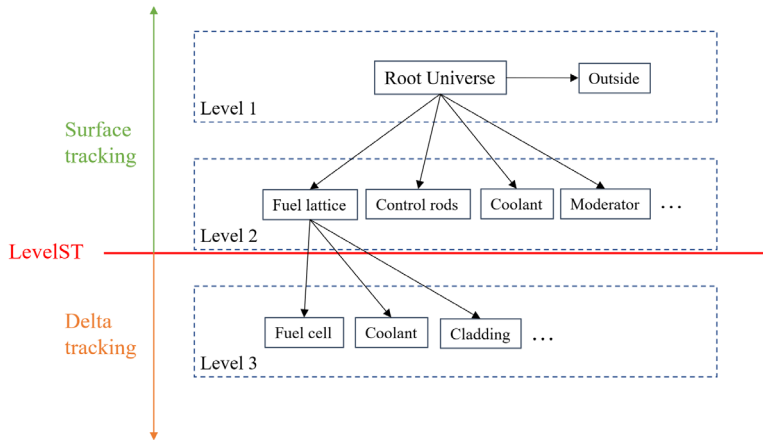 Root Universe
Outside
Level 1
Surface
tracking
Fuel lattice
Control rods
Coolant
Moderator
...
Level 2
LevelST
Delta
tracking
Fuel cell
Coolant
Cladding
...
Level 3